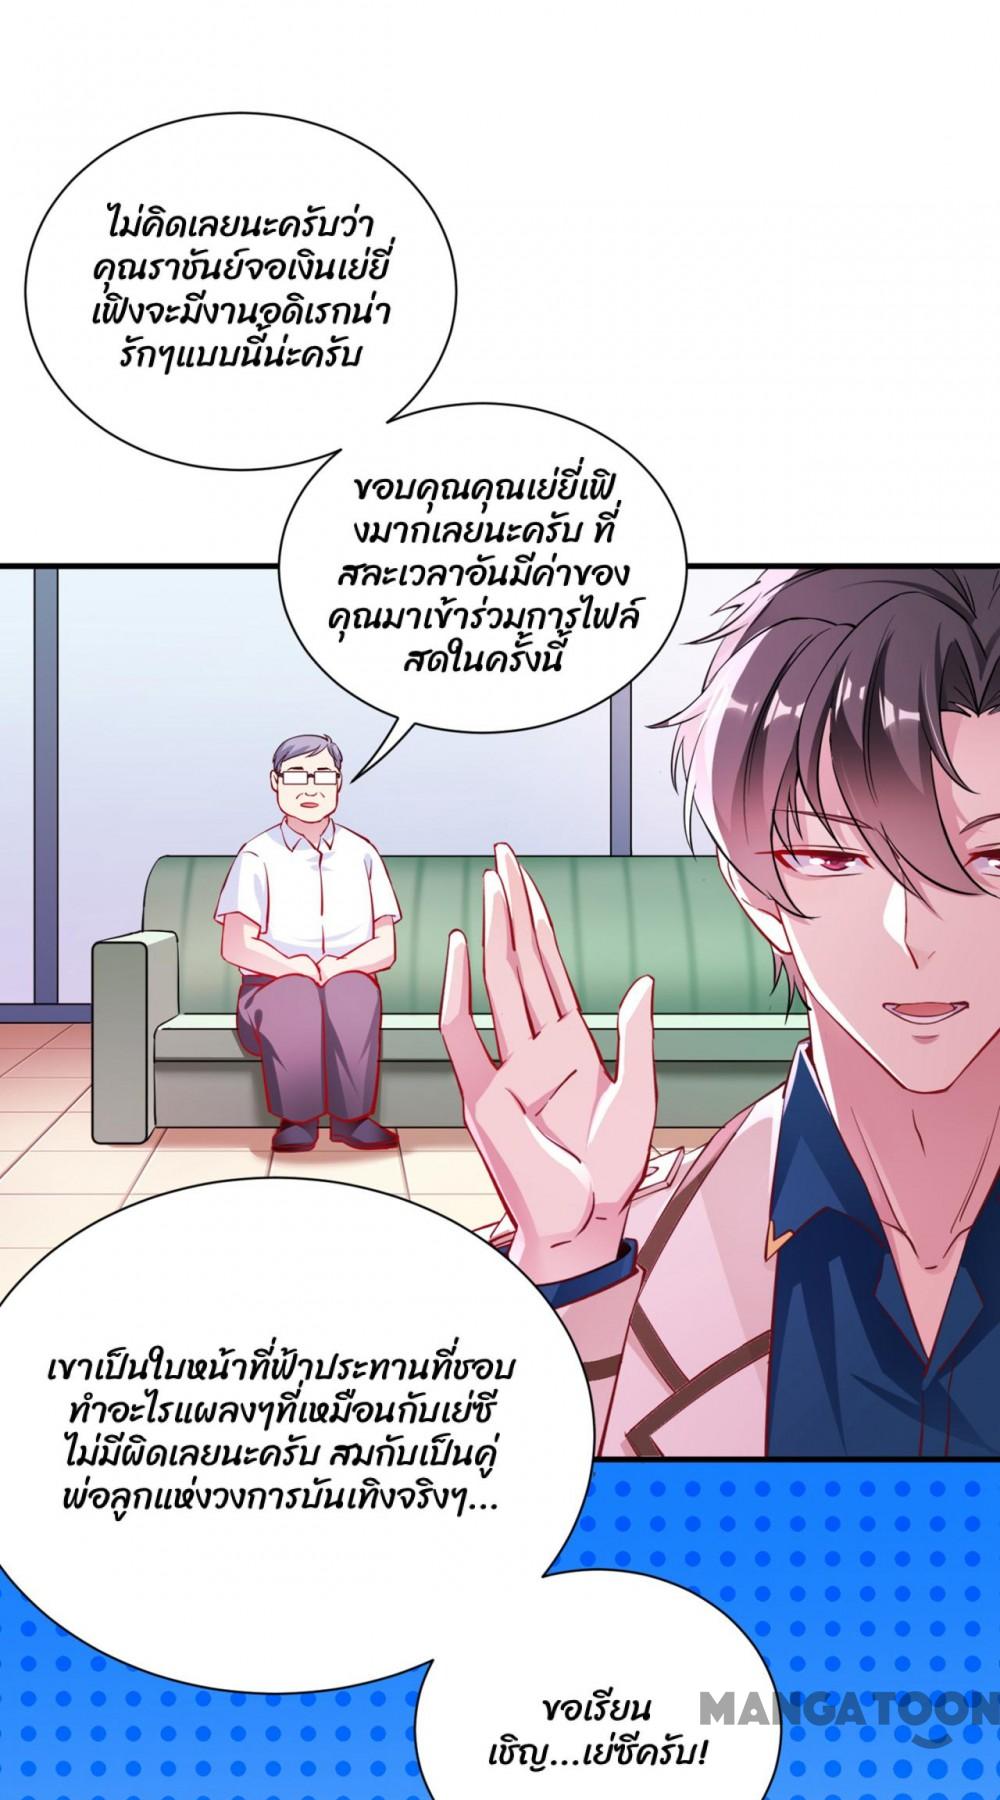 ไม่คิดเลยนะครับว่า
คุณราชันย์จอเงินเย่ยี่
เฟิงจะมีงานอดิเรกน่า
รักๆแบบนี้น่ะครับ
ขอบคุณคุณเย่ยี่เฟิ
งมากเลยนะครับ ที่
สละเวลาอันมีค่าของ
คุณมาเข้าร่วมการไฟล์
สดในครั้งนี้
เขาเป็นใบหน้าที่ฟ้าประทานที่ชอบ
ทำอะไรแผลงๆที่เหมือนกับเย่ซี
ไม่มีผิดเลยนะครับ สมกับเป็นคู่
พ่อลูกแห่งวงการบันเทิงจริงๆ...
ขอเรียน
เชิญ...เย่ซีครับ!
MANGATOON